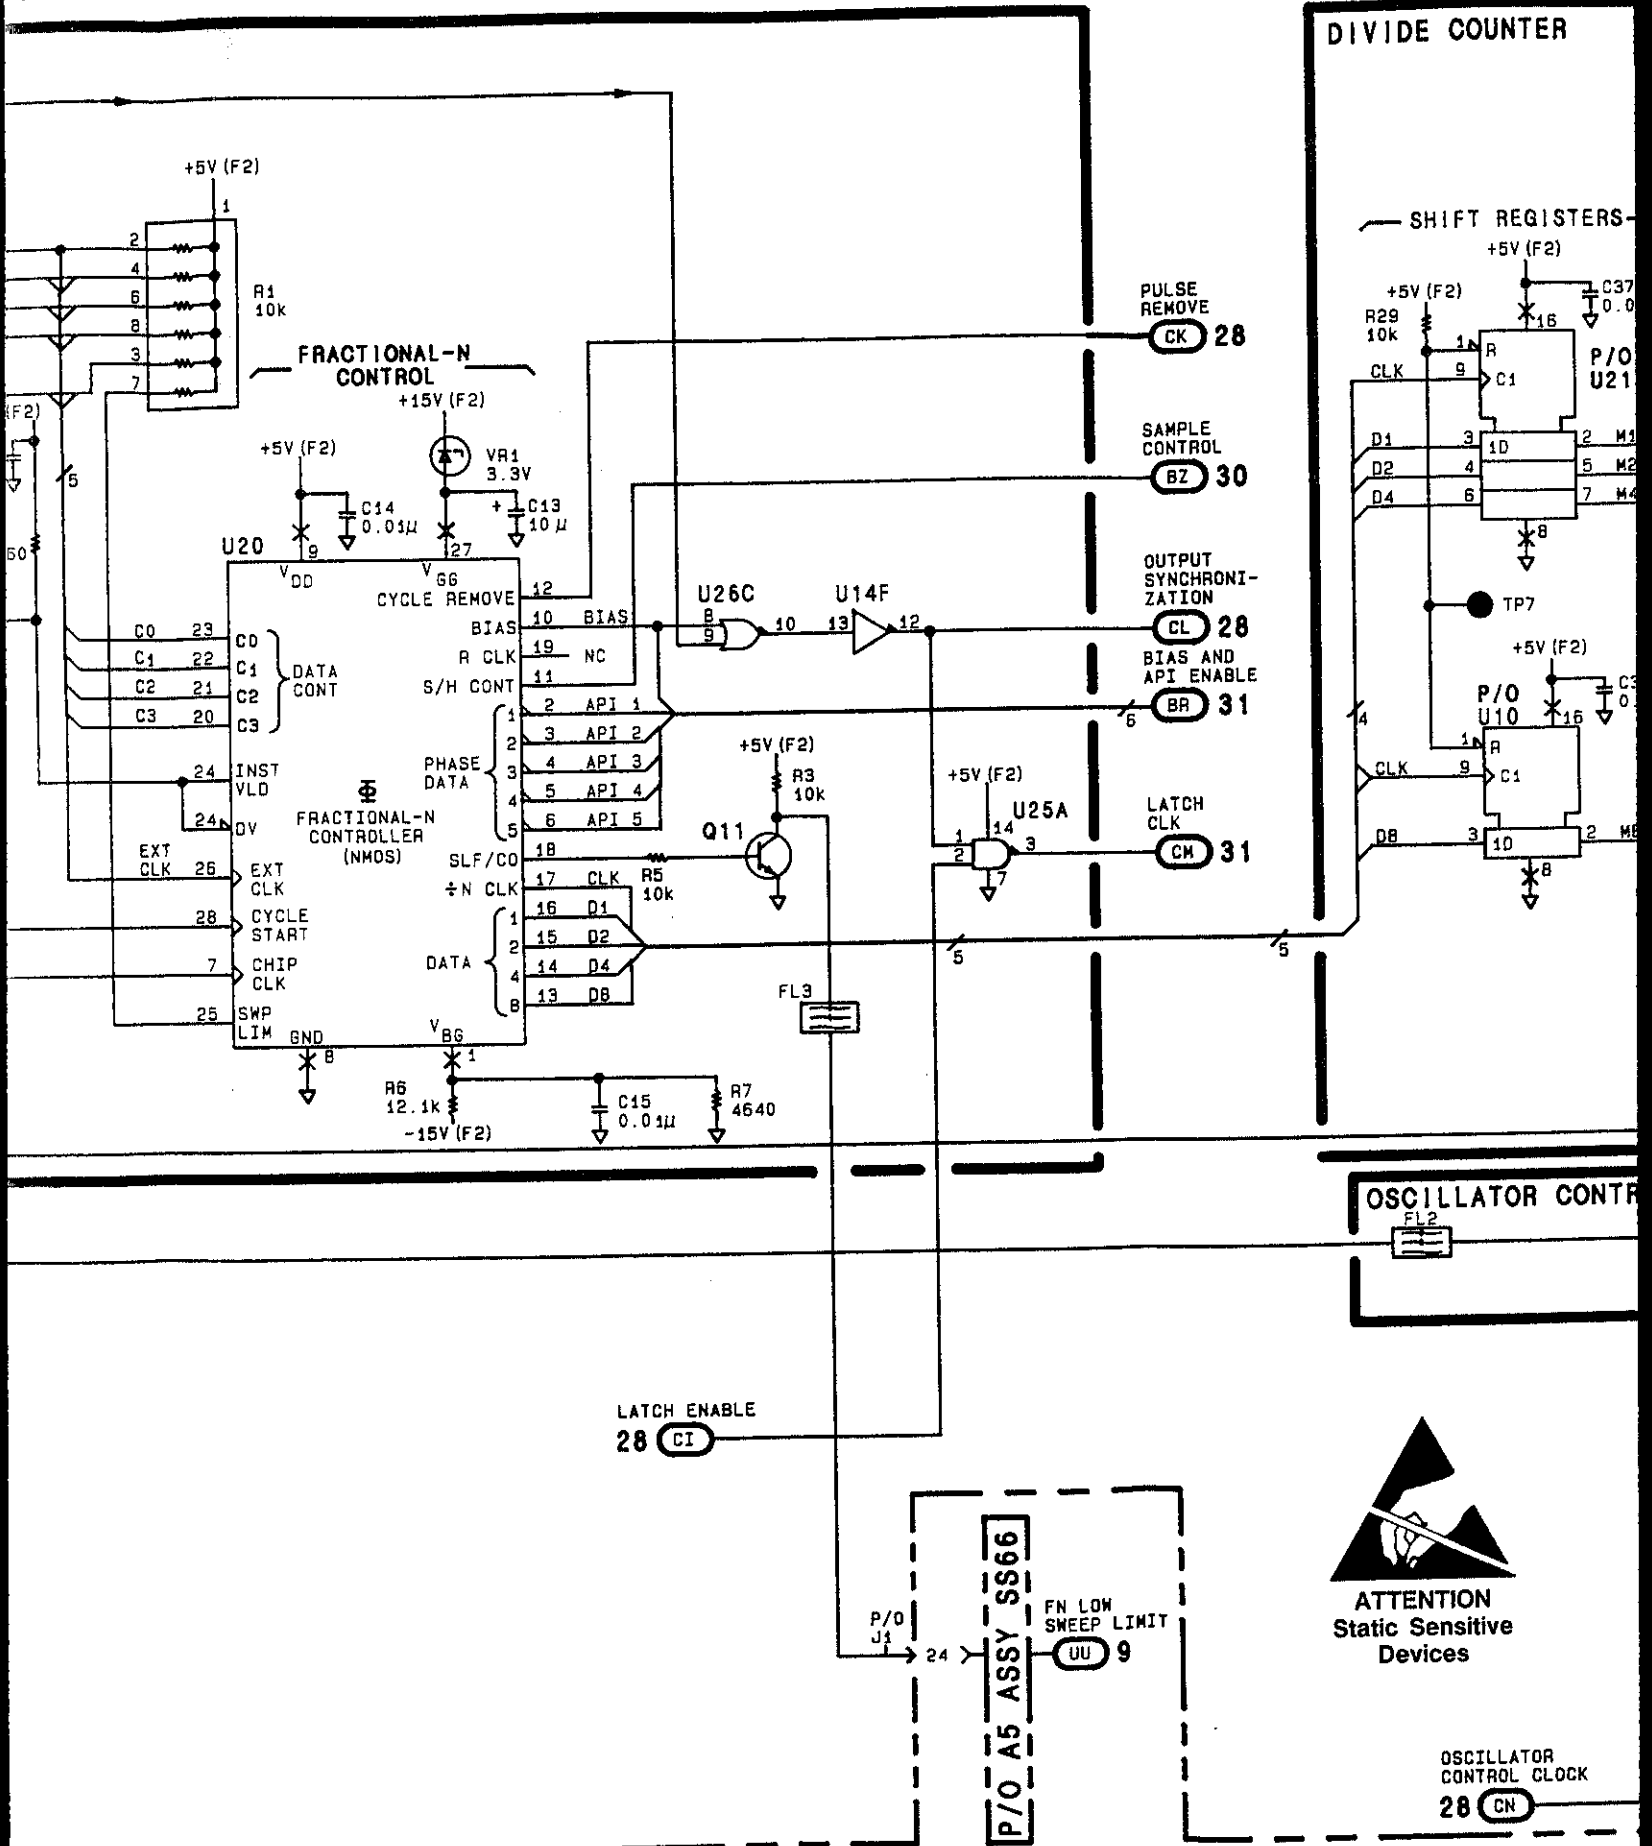 DIVIDE COUNTER
+5V (F2)
1
2
4
6
8
3
7
R1
10k
SHIFT REGISTERS
+5V (F2)
16
+5V (F2)
R29
10k
1 R
CLK 9 C1
P/O
U21
C37
D1 3 1D 2 M1
D2 4 5 M2
D4 6 7 M4
8
TP7
PULSE
REMOVE
CK 28
FRACTIONAL-N
CONTROL
+15V (F2)
+5V (F2)
VR1
3.3V
C14
0.01µ
+ C13
10 µ
(F2)
5
SAMPLE
CONTROL
BZ 30
U20
9
27
VDD
VGG
CYCLE REMOVE 12
BIAS 10 BIAS
R CLK 19 NC
S/H CONT 11
C0 23 C0
C1 22 C1
C2 21 C2
C3 20 C3
DATA
CONT
U26C
8
9
10
U14F
13
12
OUTPUT
SYNCHRONI-
ZATION
CL 28
BIAS AND
API ENABLE
6
BR 31
PHASE
DATA
1 2 API 1
2 3 API 2
3 4 API 3
4 5 API 4
5 6 API 5
24 INST
VLD
24 DV
Φ
FRACTIONAL-N
CONTROLLER
(NMOS)
+5V (F2)
R3
10k
Q11
SLF/CO 18
R5
10k
÷N CLK 17 CLK
EXT
CLK 26 EXT
CLK
28 CYCLE
START
7 CHIP
CLK
25 SWP
LIM
DATA
1 16 D1
2 15 D2
4 14 D4
8 13 D8
+5V (F2)
U25A
14
1
2
3
7
LATCH
CLK
CM 31
+5V (F2)
P/O
U10
16
1 R
4
CLK 9 C1
D8 3 1D 2
8
5
5
GND
8
VBG
1
FL3
R6
12.1k
-15V (F2)
C15
0.01µ
R7
4640
OSCILLATOR CONTR
FL2
LATCH ENABLE
28 CI
P/O
J1
24
P/O A5 ASSY SS66
FN LOW
SWEEP LIMIT
UU 9
ATTENTION
Static Sensitive
Devices
OSCILLATOR
CONTROL CLOCK
28 CN